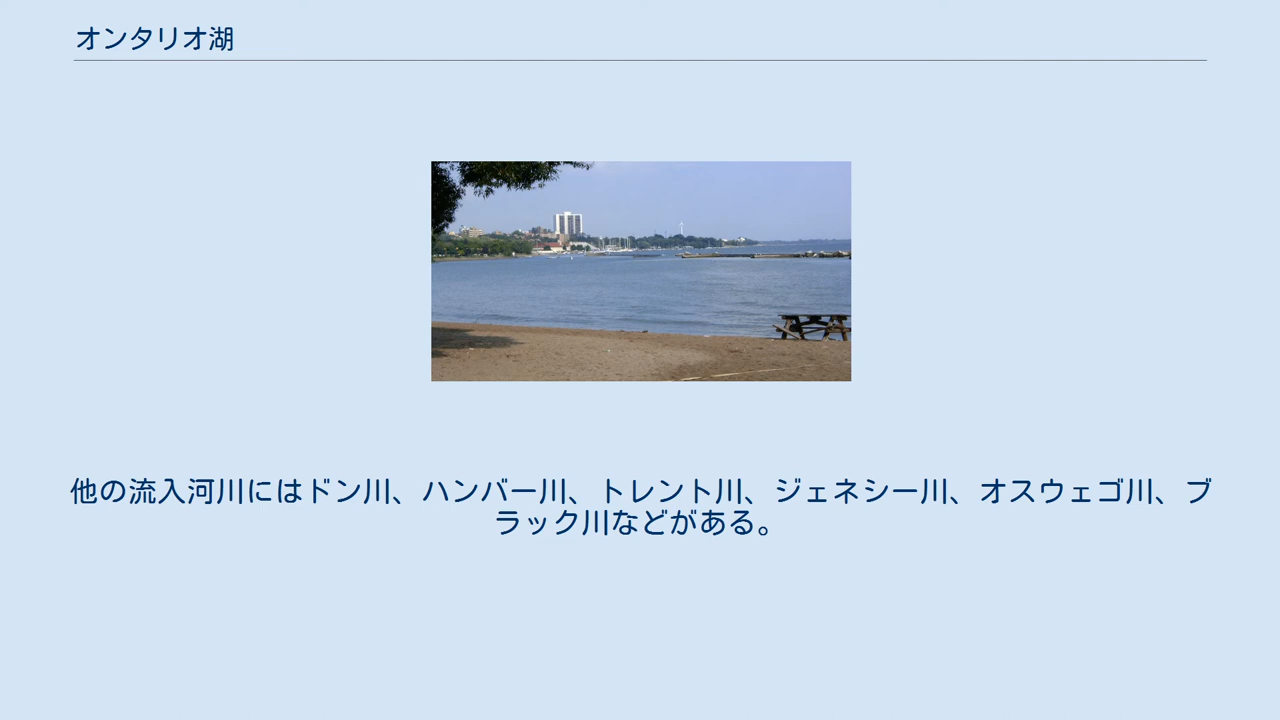 オンタリオ湖
他の流入河川にはドン川、ハンバー川、トレント川、ジェネシー川、オスウェゴ川、ブ
ラック川などがある。